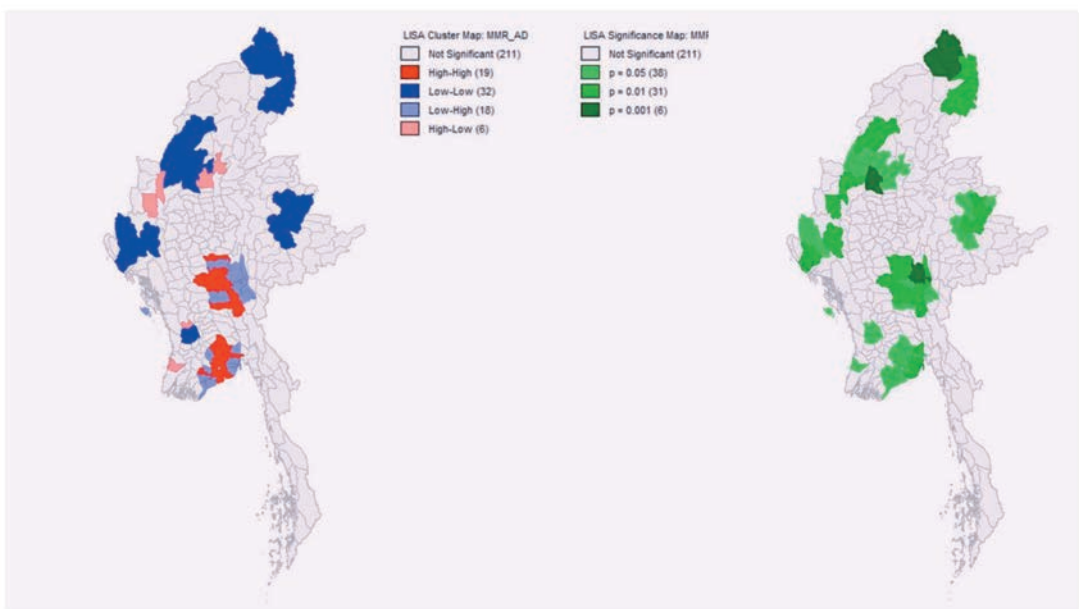 LISA Cluster Map: MMR_AD
Not Significant (211)
High-High (19)
Low-Low (32)
Low-High (18)
High-Low (6)
LISA Significance Map: MMI
Not Significant (211)
p = 0.05 (38)
p = 0.01 (31)
p = 0.001 (6)